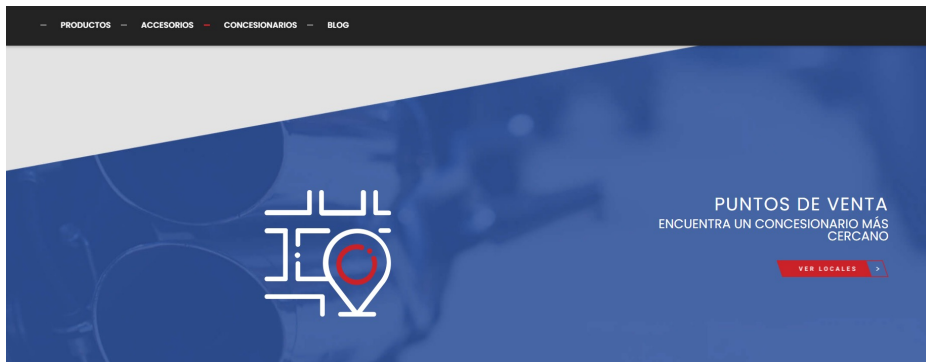 — PRODUCTOS — ACCESORIOS — CONCESIONARIOS — BLOG
PUNTOS DE VENTA
ENCUENTRA UN CONCESIONARIO MÁS
CERCANO
VER LOCALES >